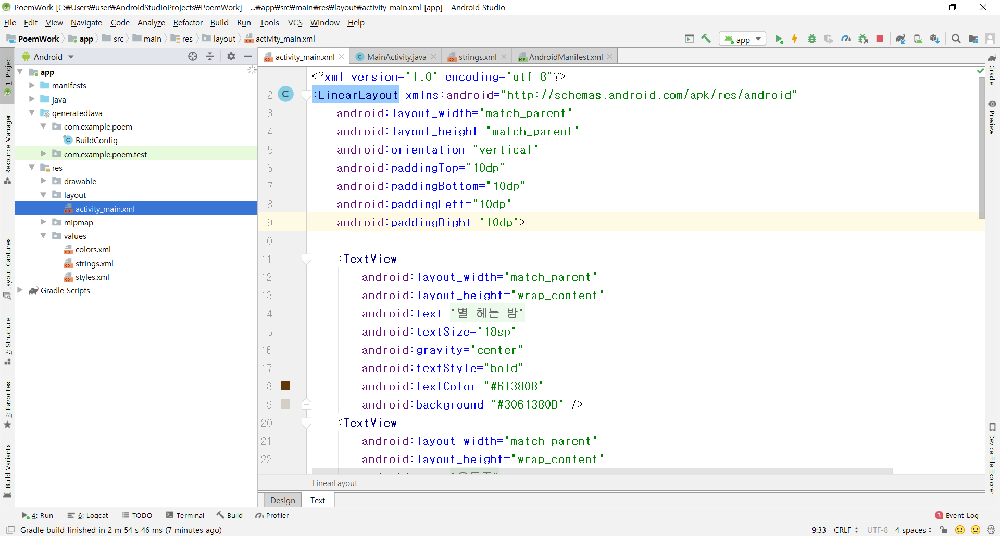 PoemWork [C:₩Users₩user₩AndroidStudioProjects₩PoemWork] - ...₩app₩src₩main₩res₩layout₩activity_main.xml [app] - Android Studio
File Edit View Navigate Code Analyze Refactor Build Run Tools VCS Window Help
PoemWork app src main res layout activity_main.xml
app
1: Project
Resource Manager
Layout Captures
7: Structure
2: Favorites
Build Variants
Android
app
manifests
java
generatedJava
com.example.poem
BuildConfig
com.example.poem.test
res
drawable
layout
activity_main.xml
mipmap
values
colors.xml
strings.xml
styles.xml
Gradle Scripts
activity_main.xml MainActivity.java strings.xml AndroidManifest.xml
1 <?xml version="1.0" encoding="utf-8"?>
2 <LinearLayout xmlns:android="http://schemas.android.com/apk/res/android"
3 android:layout_width="match_parent"
4 android:layout_height="match_parent"
5 android:orientation="vertical"
6 android:paddingTop="10dp"
7 android:paddingBottom="10dp"
8 android:paddingLeft="10dp"
9 android:paddingRight="10dp">
10
11 <TextView
12 android:layout_width="match_parent"
13 android:layout_height="wrap_content"
14 android:text="별 헤는 밤"
15 android:textSize="18sp"
16 android:gravity="center"
17 android:textStyle="bold"
18 android:textColor="#61380B"
19 android:background="#3061380B" />
20 <TextView
21 android:layout_width="match_parent"
22 android:layout_height="wrap_content"
LinearLayout
Design Text
Gradle
Preview
Device File Explorer
4: Run 6: Logcat TODO Terminal Build Profiler 3 Event Log
Gradle build finished in 2 m 54 s 46 ms (7 minutes ago) 9:33 CRLF UTF-8 4 spaces